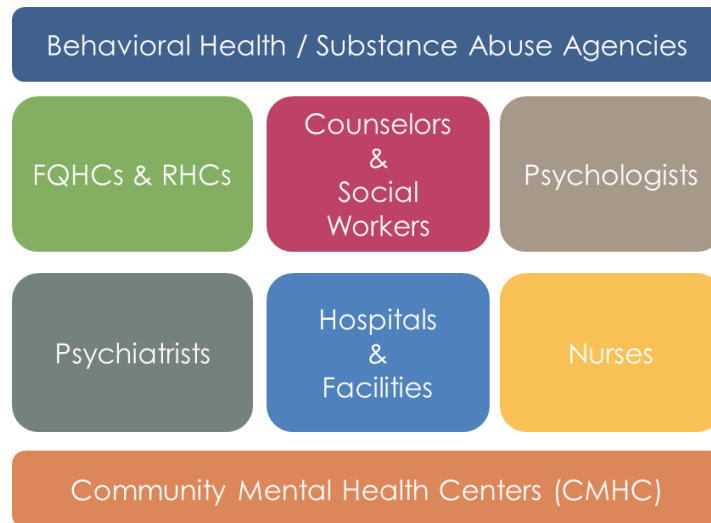 Behavioral Health / Substance Abuse Agencies
FQHCs & RHCs
Counselors
&
Social
Workers
Psychologists
Psychiatrists
Hospitals
&
Facilities
Nurses
Community Mental Health Centers (CMHC)